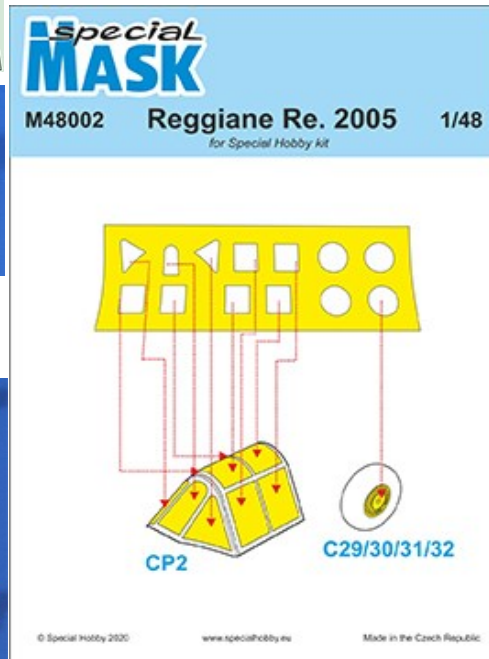 special
MASK
M48002 Reggiane Re. 2005 1/48
for Special Hobby kit
CP2
C29/30/31/32
© Special Hobby 2020 www.specialhobby.eu Made in the Czech Republic